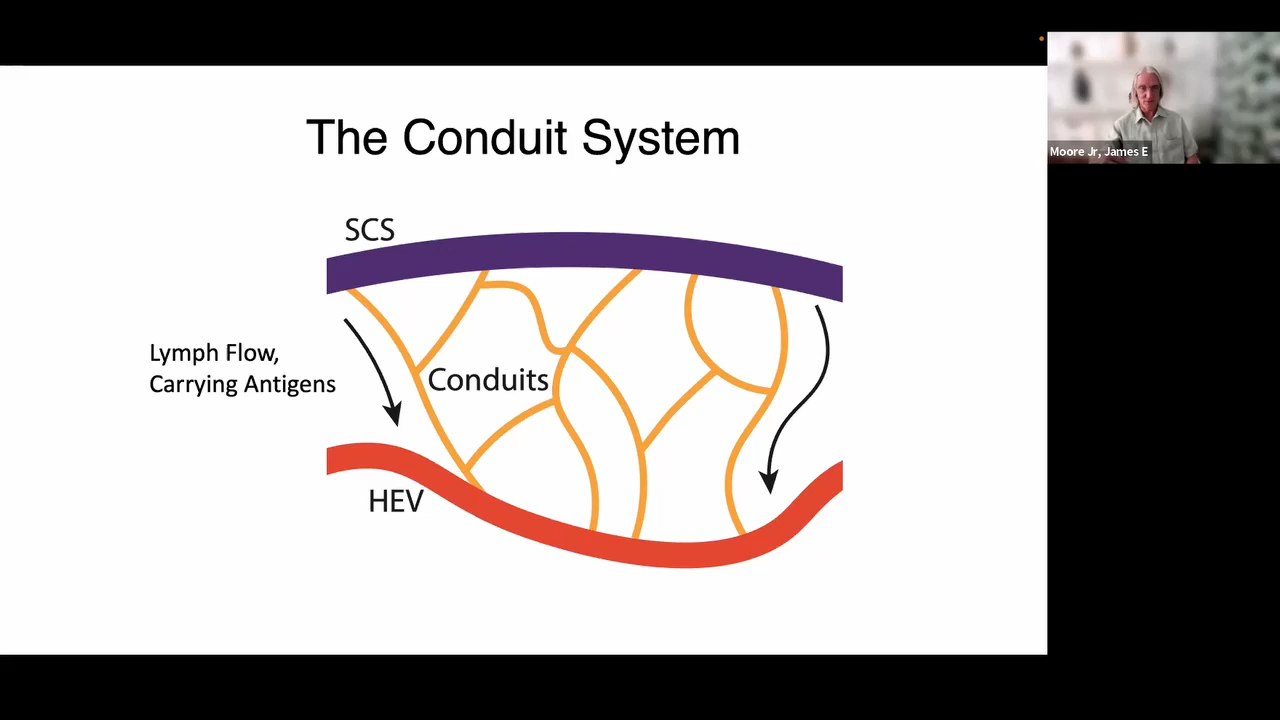 The Conduit System
Moore Jr, James E
SCS
Lymph Flow,
Carrying Antigens
Conduits
HEV